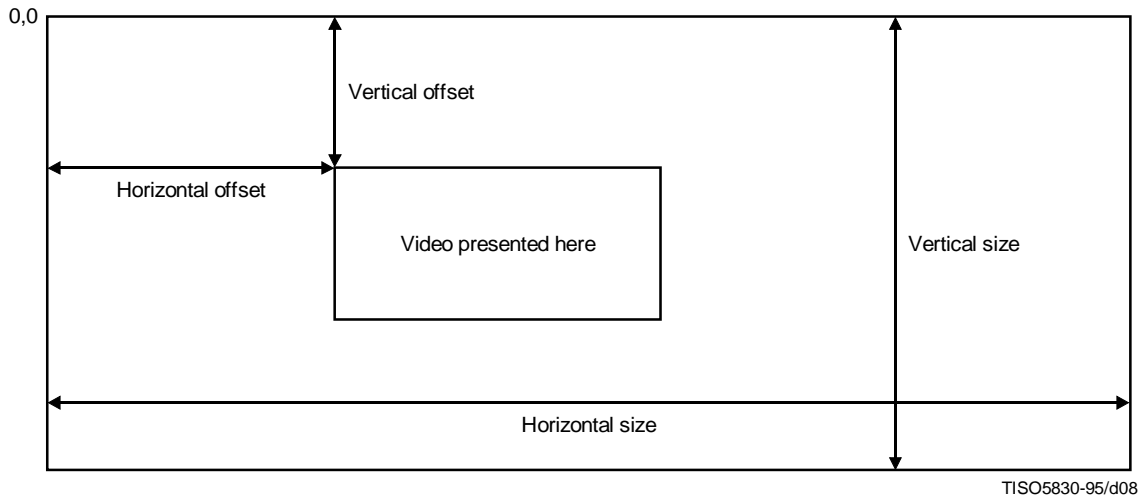 0,0
Vertical offset
Horizontal offset
Video presented here
Vertical size
Horizontal size
TISO5830-95/d08